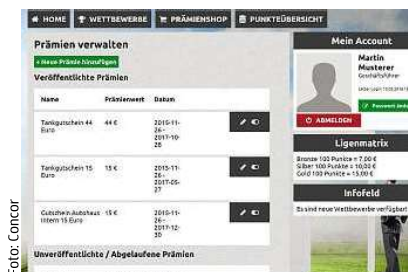 HOME WETTBEWERBE PRÄMIENSHOP PUNKTEÜBERSICHT
Prämien verwalten
+ Neue Prämie hinzufügen
Veröffentlichte Prämien
Name Prämienwert Datum
Tankgutschein 44 Euro 44 € 2015-11-26 - 2017-10-28
Tankgutschein 15 Euro 15 € 2015-11-26 - 2017-05-27
Gutschein Autohaus Intern 15 Euro 15 € 2015-11-26 - 2017-12-30
Unveröffentlichte / Abgelaufene Prämien
Mein Account
Martin
Musterer
Geschäftsführer
Passwort
ABMELDEN
Ligenmatrix
Bronze 100 Punkte = 7,00 €
Silber 100 Punkte = 10,00 €
Gold 100 Punkte = 15,00 €
Infofeld
Es sind neue Wettbewerbe verfügbar
Foto: Concor